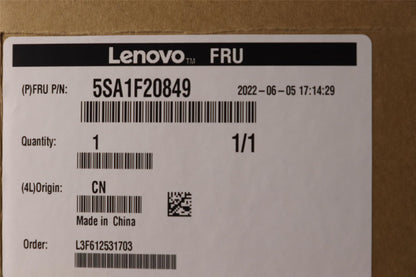 Lenovo™ FRU
(P)FRU P/N: 5SA1F20849 2022-06-05 17:14:29
Quantity: 1 1/1
(4L)Origin: CN
Made in China
Order: L3F612531703